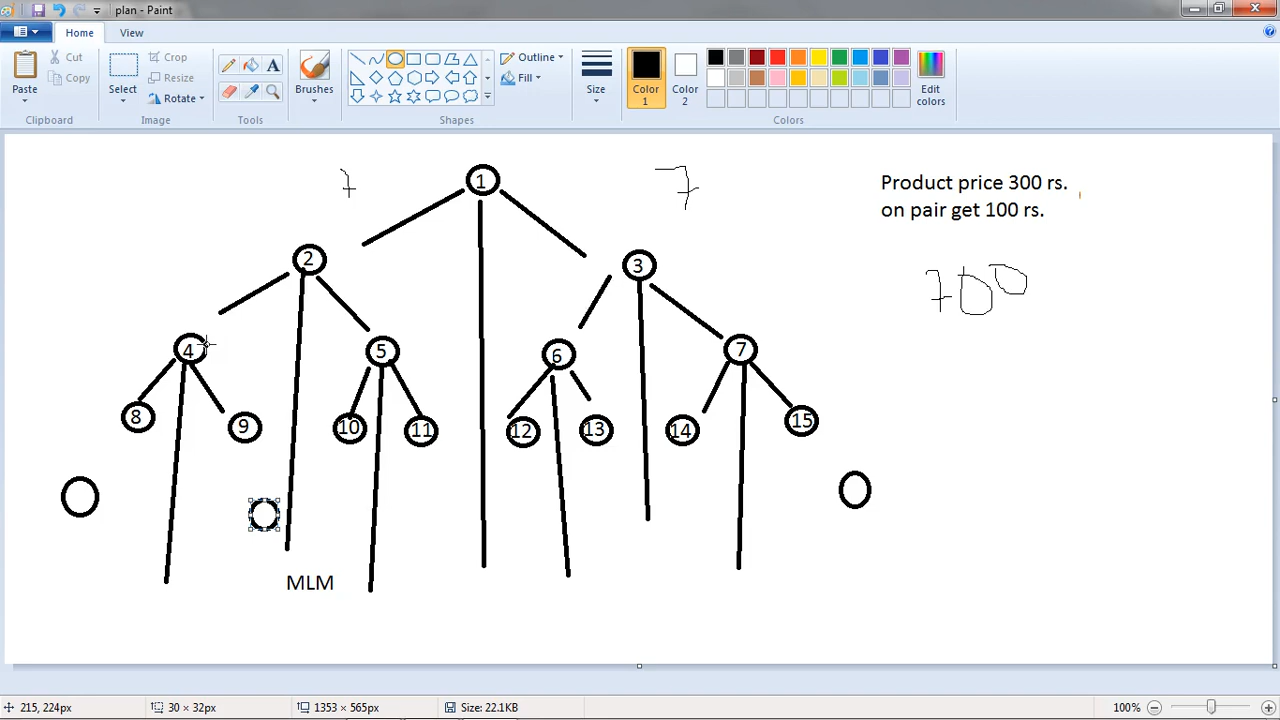 plan - Paint
Home
View
Paste
Cut
Copy
Clipboard
Select
Crop
Resize
Rotate
Image
A
Tools
Brushes
Shapes
Outline
Fill
Size
Color
1
Color
2
Edit
colors
Colors
7
1
7
Product price 300 rs.
on pair get 100 rs.
2
3
700
4
5
6
7
8
9
10
11
12
13
14
15
MLM
215, 224px
30 × 32px
1353 × 565px
Size: 22.1KB
100%